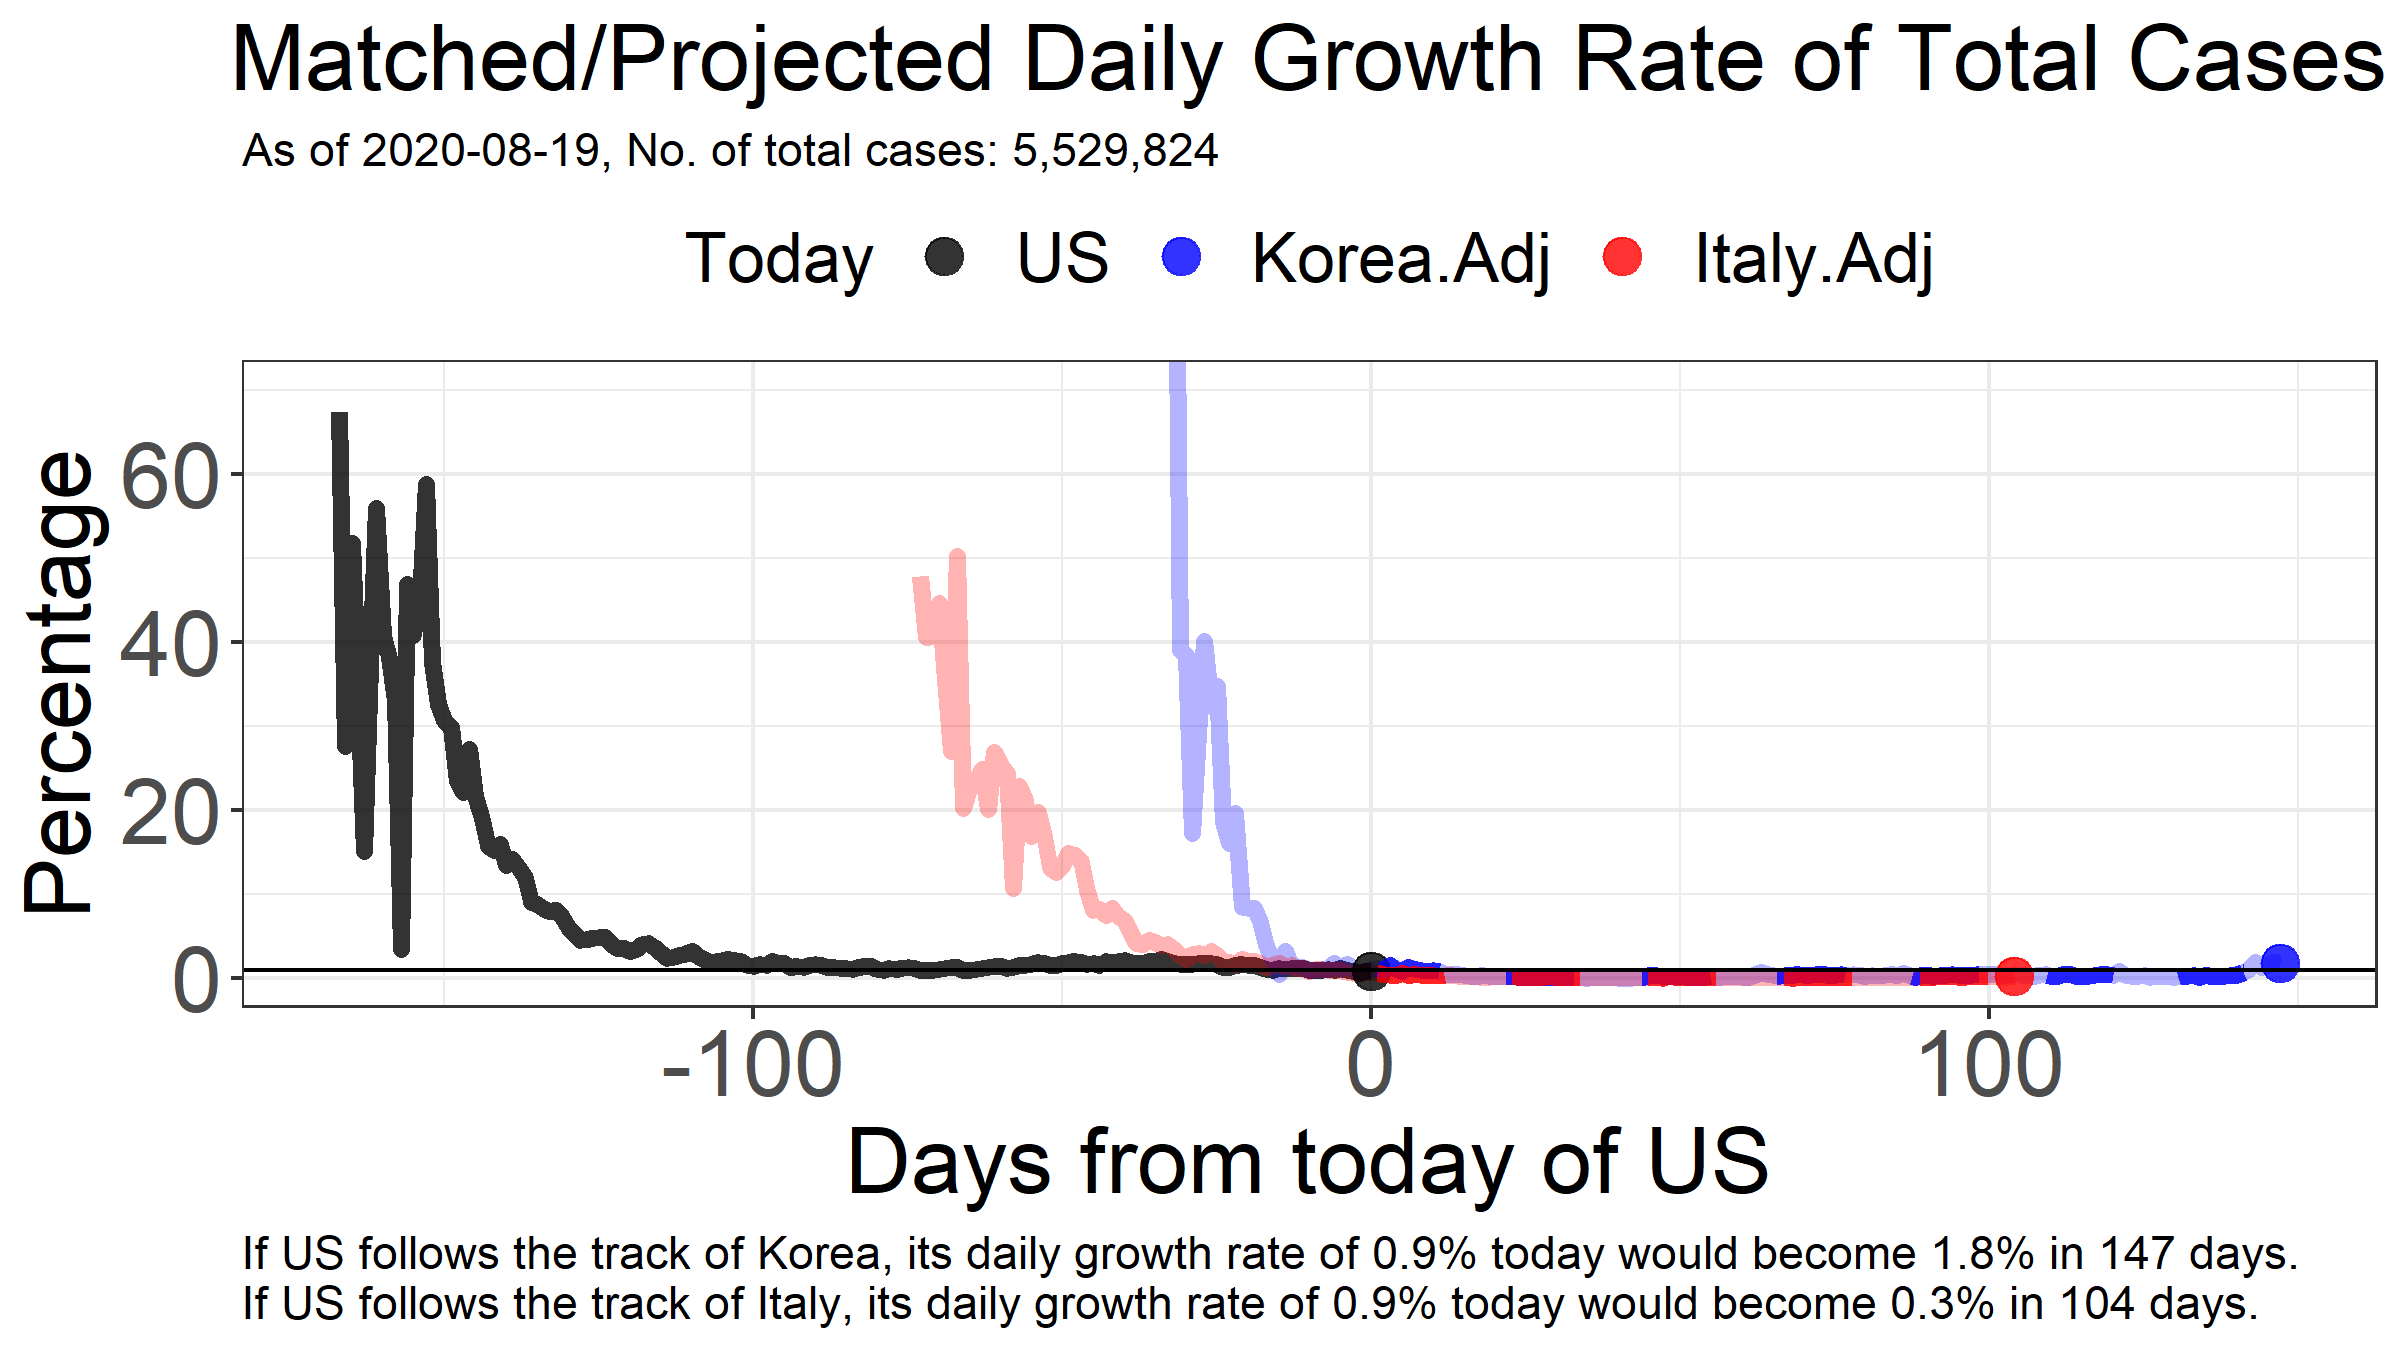 Matched/Projected Daily Growth Rate of Total Cases
As of 2020-08-19, No. of total cases: 5,529,824
Today US Korea.Adj Italy.Adj
Percentage
60
40
20
0
-100 0 100
Days from today of US
If US follows the track of Korea, its daily growth rate of 0.9% today would become 1.8% in 147 days.
If US follows the track of Italy, its daily growth rate of 0.9% today would become 0.3% in 104 days.